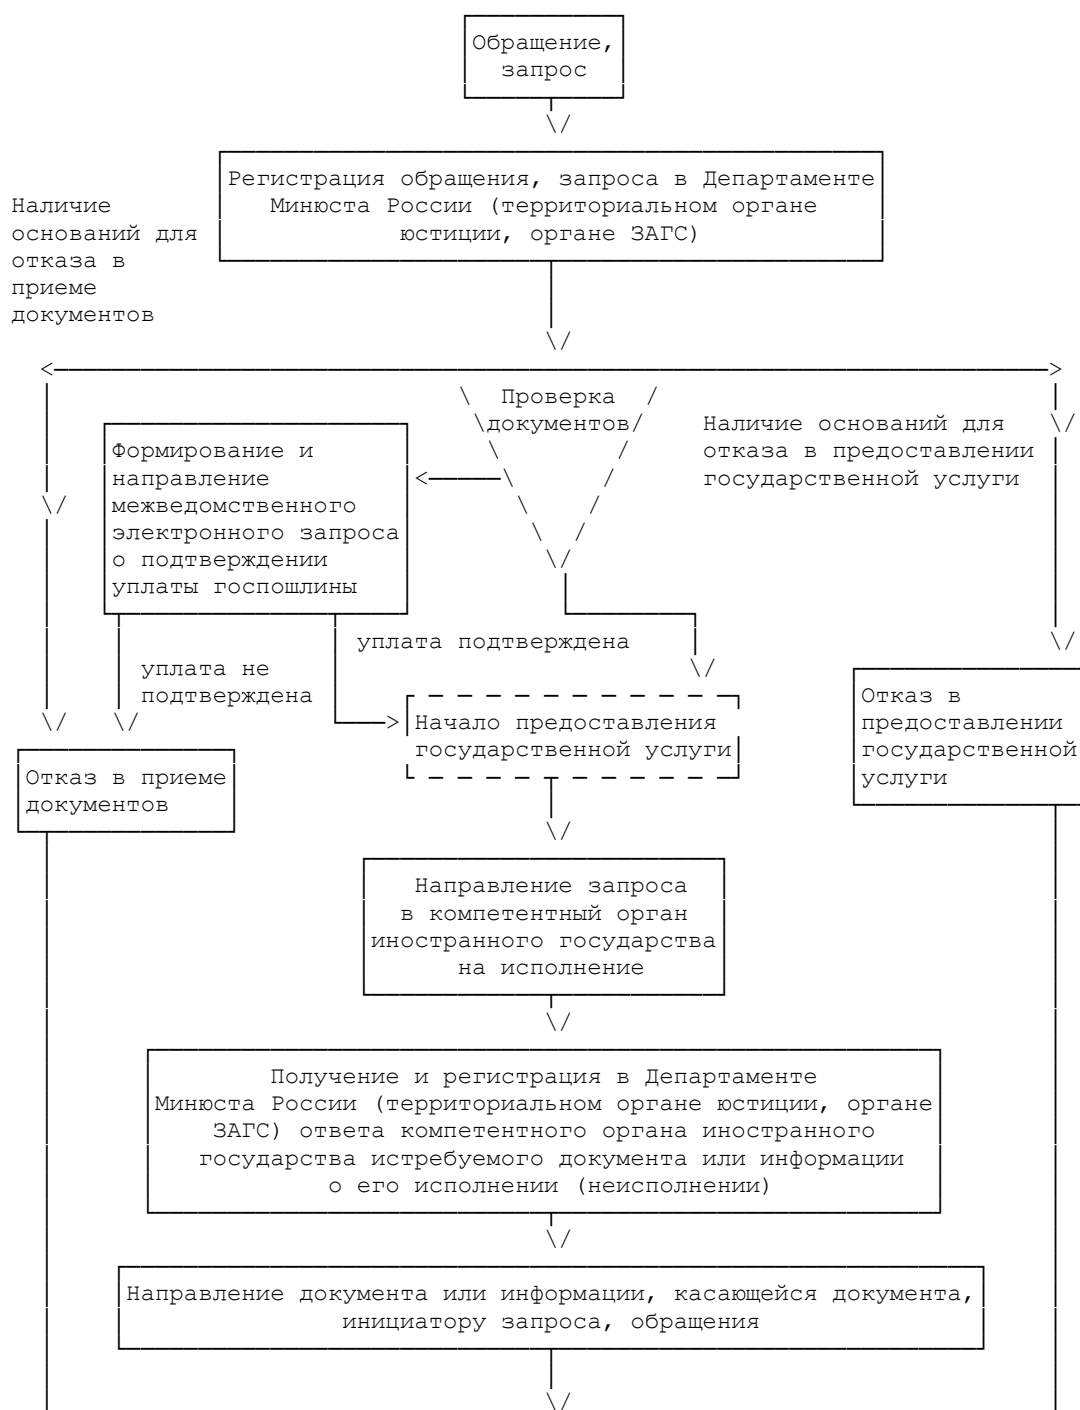 Обращение,
запрос
Регистрация обращения, запроса в Департаменте
Минюста России (территориальном органе
юстиции, органе ЗАГС)
Наличие
оснований для
отказа в
приеме
документов
Проверка
документов
Наличие оснований для
отказа в предоставлении
государственной услуги
Формирование и
направление
межведомственного
электронного запроса
о подтверждении
уплаты госпошлины
уплата подтверждена
уплата не
подтверждена
Начало предоставления
государственной услуги
Отказ в
предоставлении
государственной
услуги
Отказ в приеме
документов
Направление запроса
в компетентный орган
иностранного государства
на исполнение
Получение и регистрация в Департаменте
Минюста России (территориальном органе юстиции, органе
ЗАГС) ответа компетентного органа иностранного
государства истребуемого документа или информации
о его исполнении (неисполнении)
Направление документа или информации, касающейся документа,
инициатору запроса, обращения